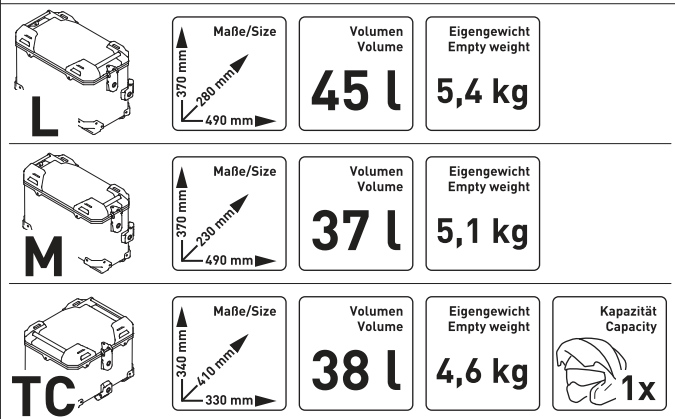 L
Maße/Size
370 mm
280 mm
490 mm
Volumen
Volume
45 l
Eigengewicht
Empty weight
5,4 kg
M
Maße/Size
370 mm
230 mm
490 mm
Volumen
Volume
37 l
Eigengewicht
Empty weight
5,1 kg
TC
Maße/Size
340 mm
410 mm
330 mm
Volumen
Volume
38 l
Eigengewicht
Empty weight
4,6 kg
Kapazität
Capacity
1x